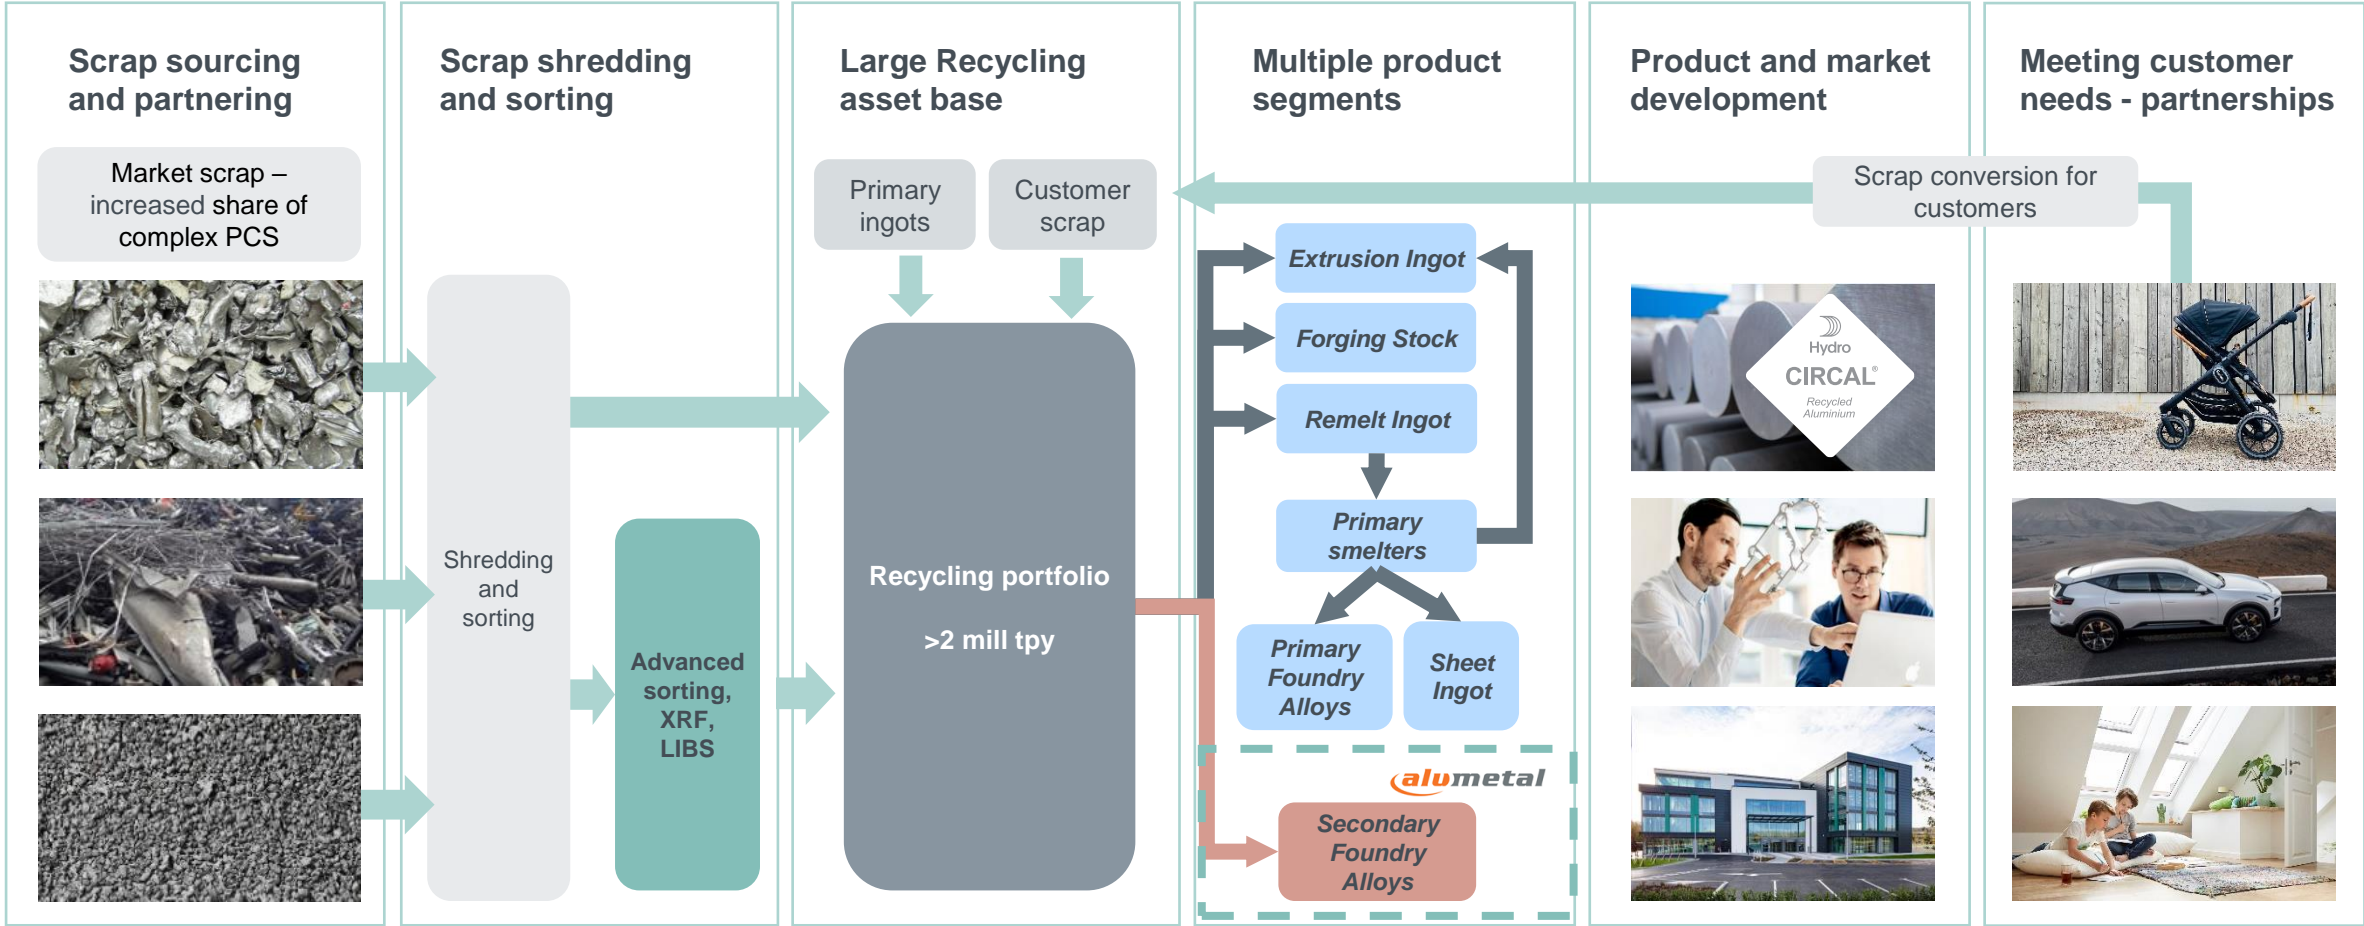 Scrap sourcing
and partnering
Market scrap –
increased share of
complex PCS
Scrap shredding
and sorting
Shredding
and
sorting
Advanced
sorting,
XRF,
LIBS
Large Recycling
asset base
Primary
ingots
Customer
scrap
Recycling portfolio
>2 mill tpy
Multiple product
segments
Extrusion Ingot
Forging Stock
Remelt Ingot
Primary
smelters
Primary
Foundry
Alloys
Sheet
Ingot
alumetal
Secondary
Foundry
Alloys
Product and market
development
Hydro
CIRCAL®
Recycled
Aluminium
Meeting customer
needs - partnerships
Scrap conversion for
customers